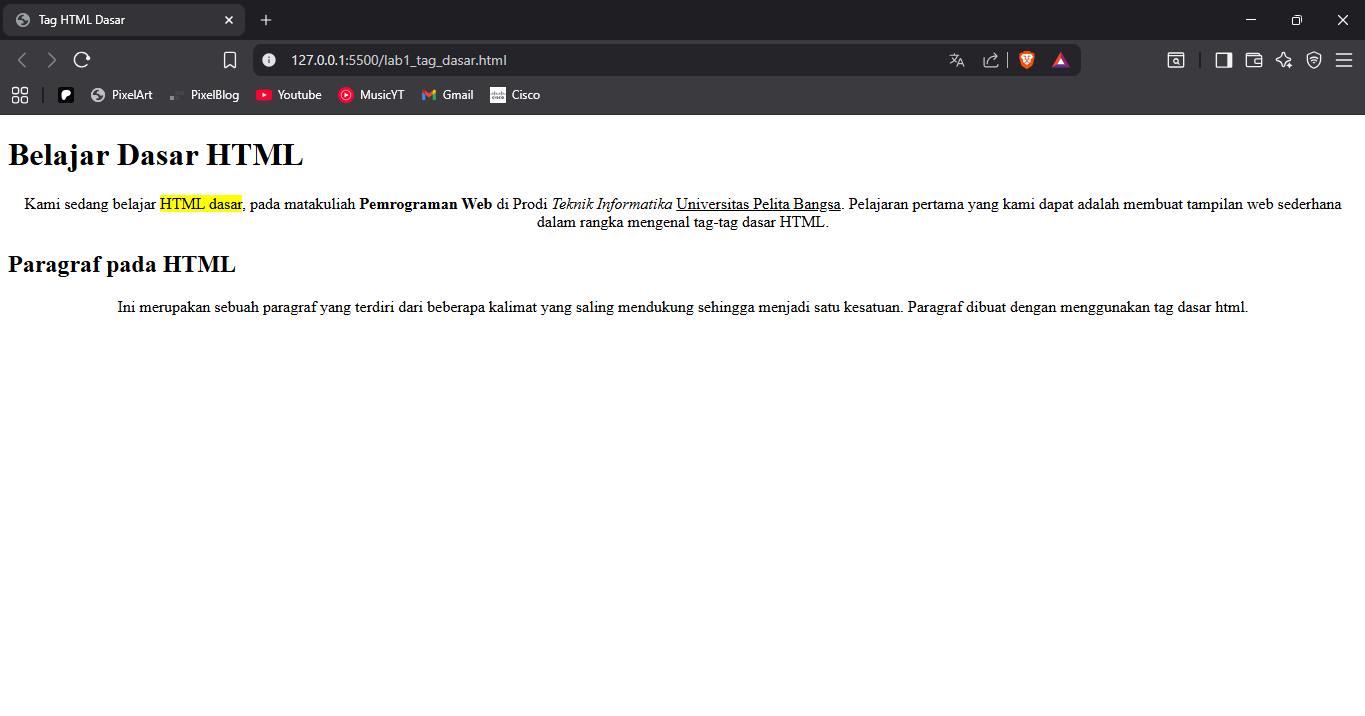 Tag HTML Dasar
127.0.0.1:5500/lab1_tag_dasar.html
PixelArt PixelBlog Youtube MusicYT Gmail Cisco
Belajar Dasar HTML
Kami sedang belajar HTML dasar, pada matakuliah Pemrograman Web di Prodi Teknik Informatika Universitas Pelita Bangsa. Pelajaran pertama yang kami dapat adalah membuat tampilan web sederhana
dalam rangka mengenal tag-tag dasar HTML.
Paragraf pada HTML
Ini merupakan sebuah paragraf yang terdiri dari beberapa kalimat yang saling mendukung sehingga menjadi satu kesatuan. Paragraf dibuat dengan menggunakan tag dasar html.